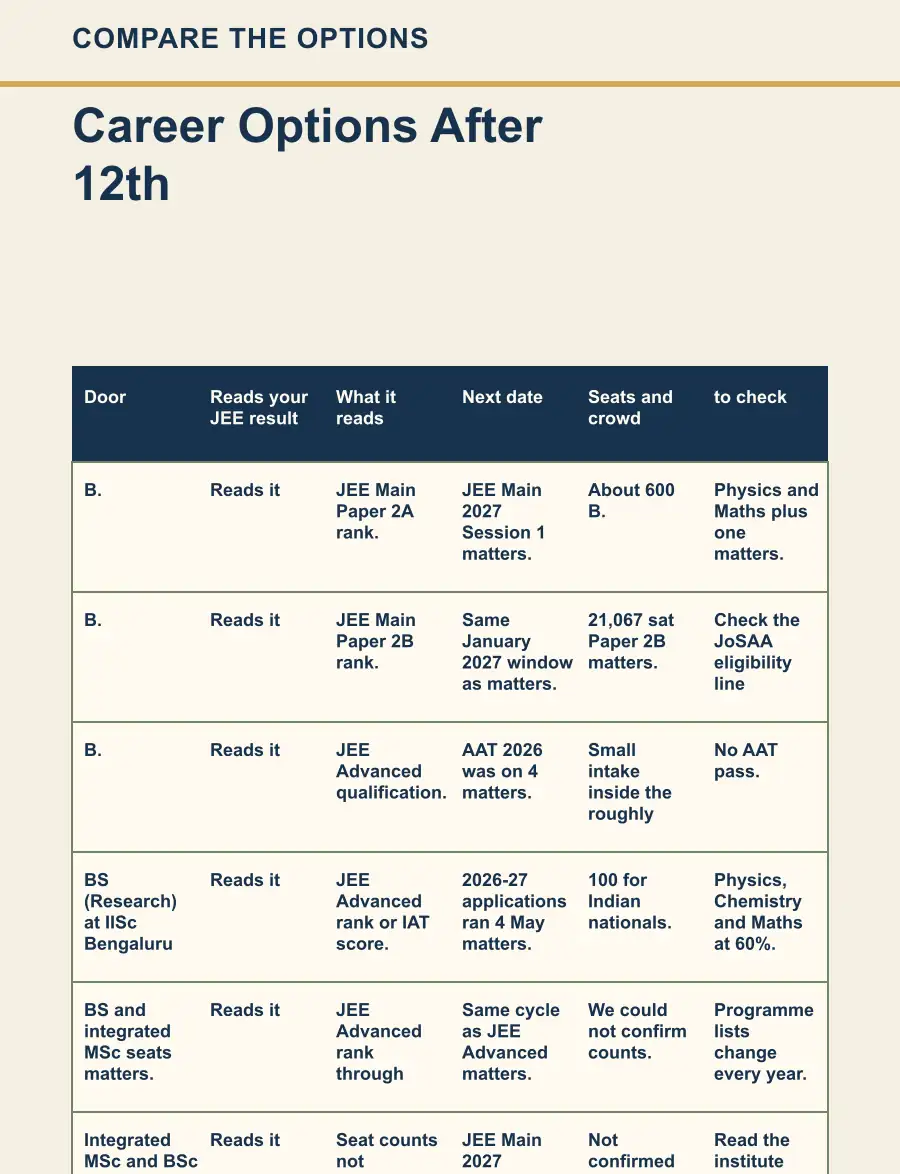 COMPARE THE OPTIONS
Career Options After
12th
Door
Reads your
JEE result
What it
reads
Next date
Seats and
crowd
to check
B.
Reads it
JEE Main
Paper 2A
rank.
JEE Main
2027
Session 1
matters.
About 600
B.
Physics and
Maths plus
one
matters.
B.
Reads it
JEE Main
Paper 2B
rank.
Same
January
2027 window
as matters.
21,067 sat
Paper 2B
matters.
Check the
JoSAA
eligibility
line
B.
Reads it
JEE
Advanced
qualification.
AAT 2026
was on 4
matters.
Small
intake
inside the
roughly
No AAT
pass.
BS
(Research)
at IISc
Bengaluru
Reads it
JEE
Advanced
rank or IAT
score.
2026-27
applications
ran 4 May
matters.
100 for
Indian
nationals.
Physics,
Chemistry
and Maths
at 60%.
BS and
integrated
MSc seats
matters.
Reads it
JEE
Advanced
rank
through
Same cycle
as JEE
Advanced
matters.
We could
not confirm
counts.
Programme
lists
change
every year.
Integrated
MSc and BSc
Reads it
Seat counts
not
JEE Main
2027
Not
confirmed
Read the
institute